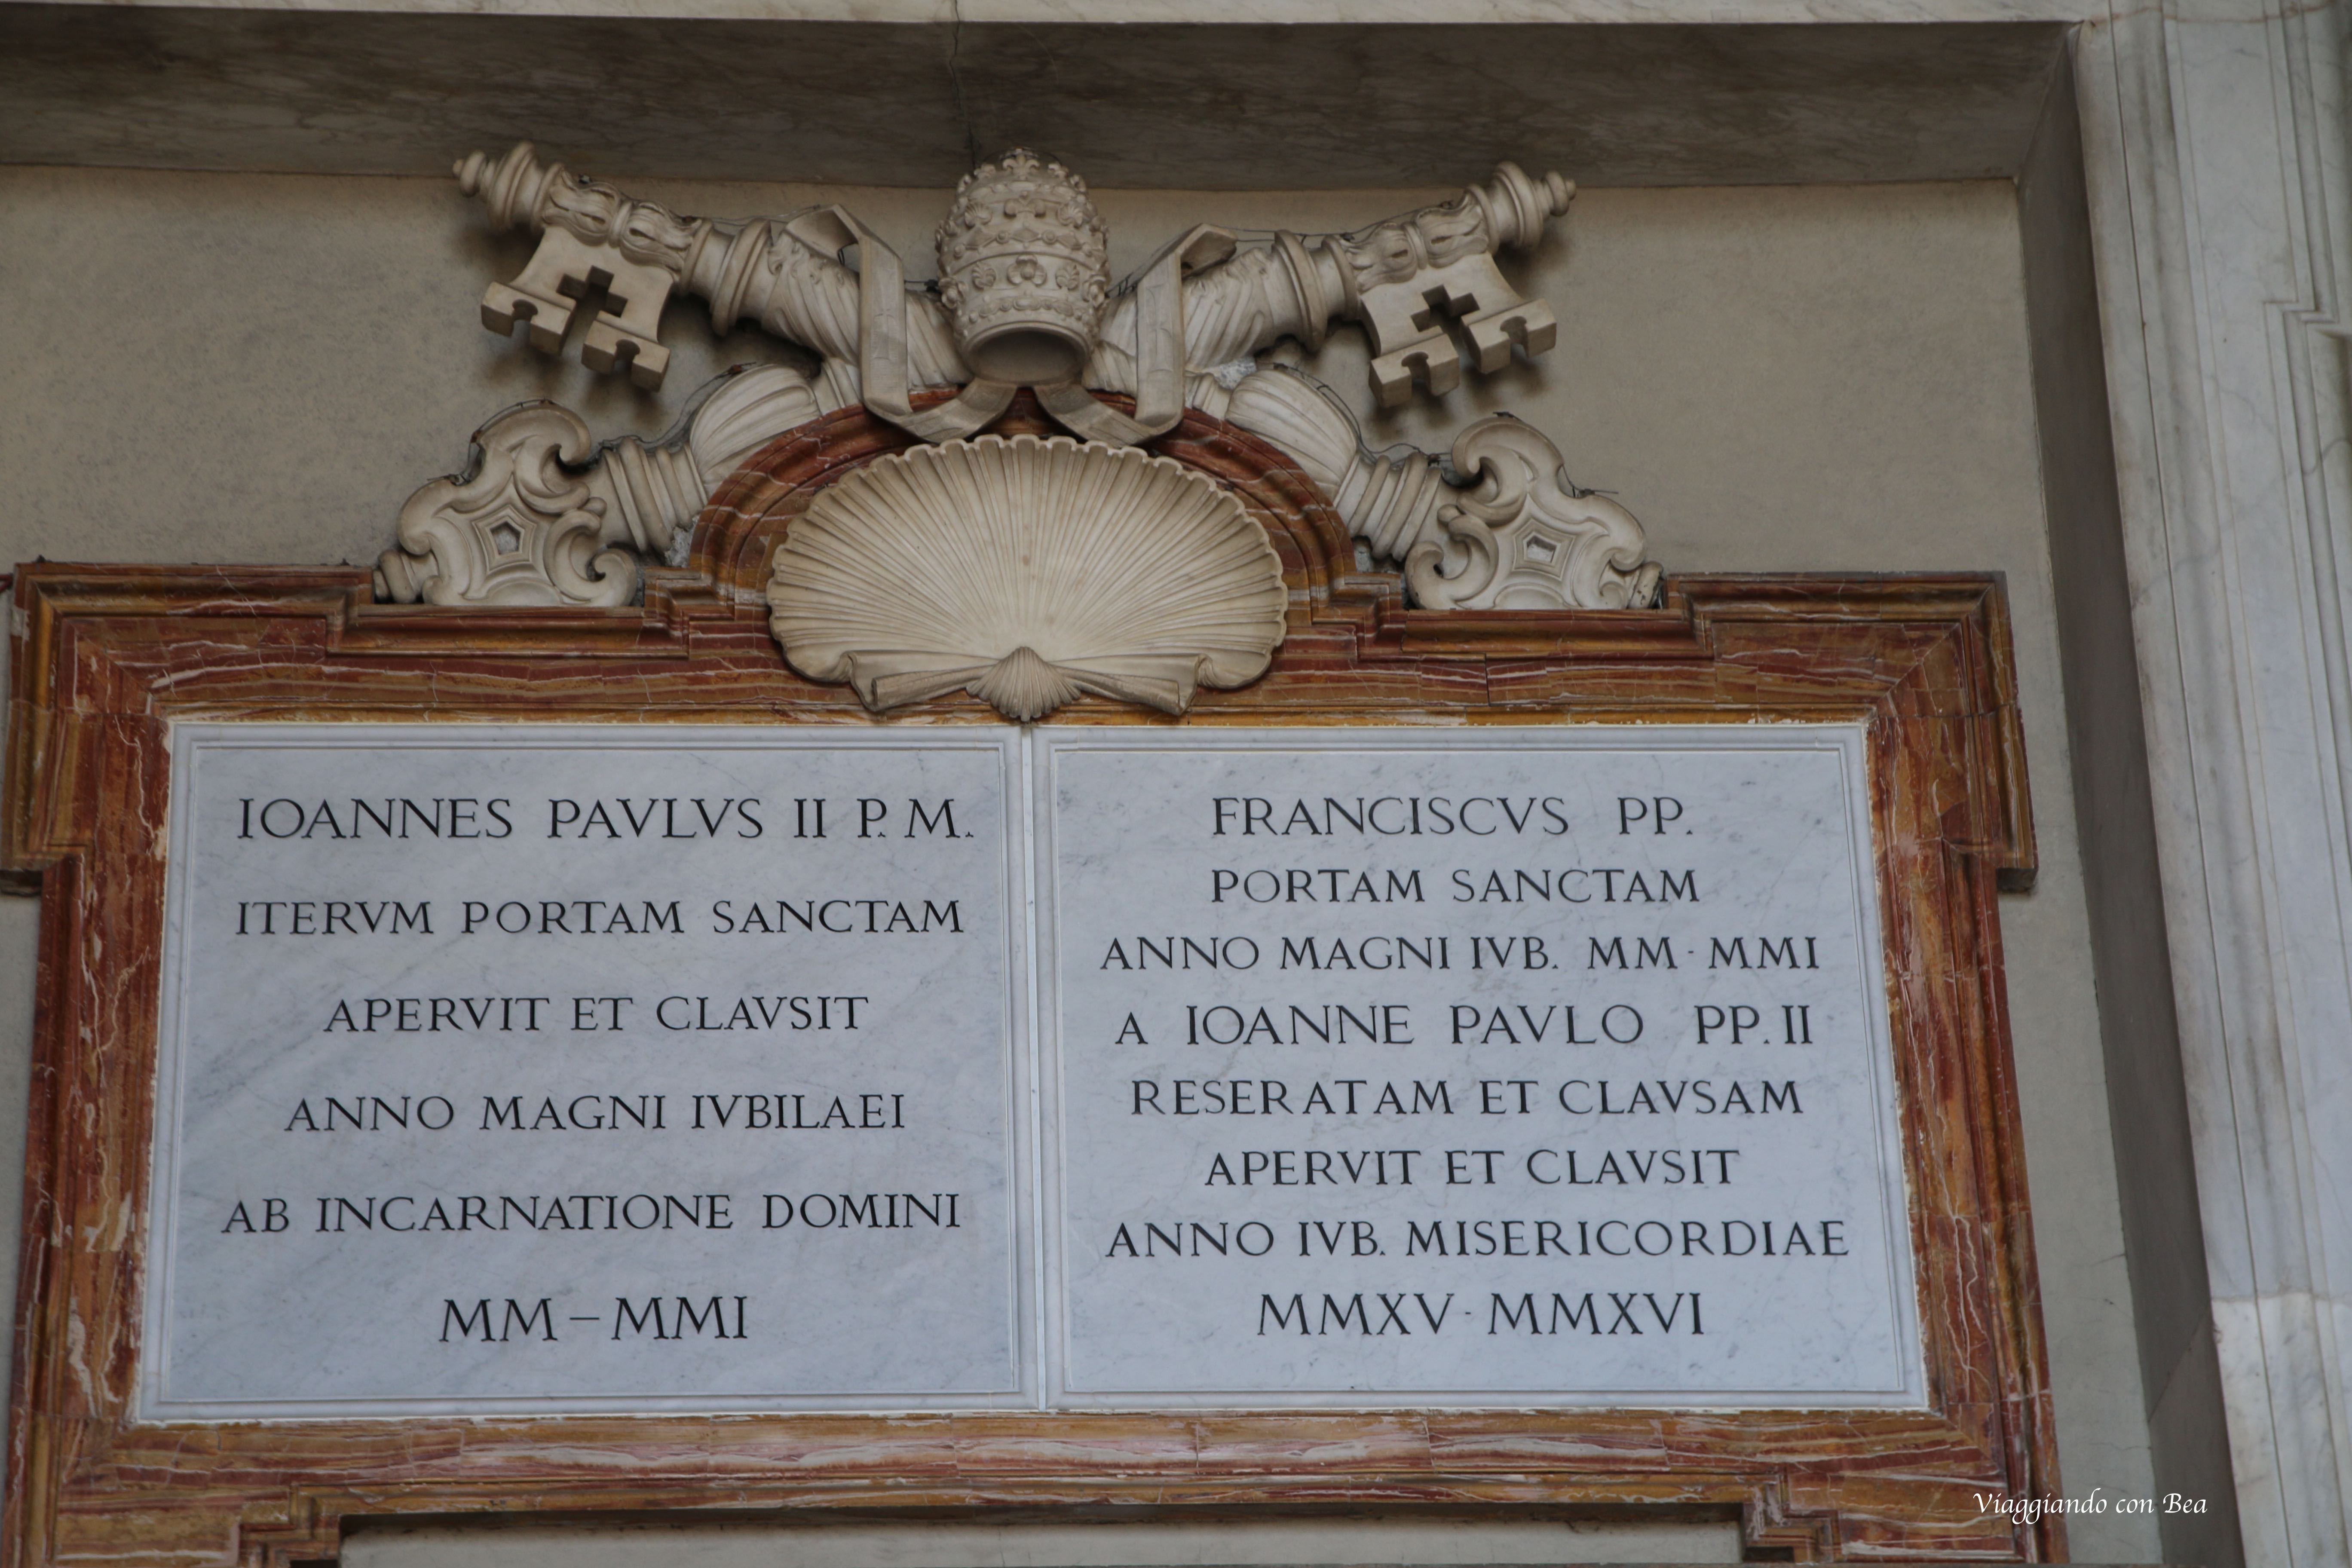 IOANNES PAVLVS II P. M.
ITERVM PORTAM SANCTAM
APERVIT ET CLAVSIT
ANNO MAGNI IVBILAEI
AB INCARNATIONE DOMINI
MM – MMI
FRANCISCVS PP.
PORTAM SANCTAM
ANNO MAGNI IVB. MM · MMI
A IOANNE PAVLO PP. II
RESERATAM ET CLAVSAM
APERVIT ET CLAVSIT
ANNO IVB. MISERICORDIAE
MMXV · MMXVI
Viaggiando con Bea